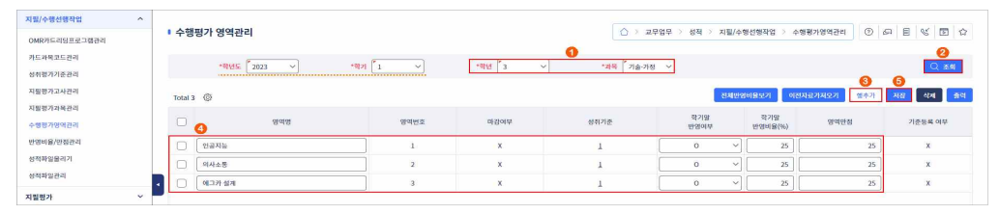 지필/수행선행작업
OMR카드리딩프로그램관리
카드과목코드관리
성취평가기준관리
지필평가고사관리
지필평가과목관리
수행평가영역관리
반영비율/만점관리
성적파일올리기
성적파일관리
지필평가
수행평가 영역관리
> 교무업무 > 성적 > 지필/수행선행작업 > 수행평가영역관리
1
2
*학년도 2023 *학기 1 *학년 3 *과목 기술·가정 조회
3
5
Total 3 전체반영비율보기 이전자료가져오기 행추가 저장 삭제 출력
4
영역명 영역번호 마감여부 성취기준 학기말 반영여부 학기말 반영비율(%) 영역만점 기준등록 여부
인공지능 1 X 1 O 25 25 X
의사소통 2 X 1 O 25 25 X
에그카 설계 3 X 1 O 25 25 X